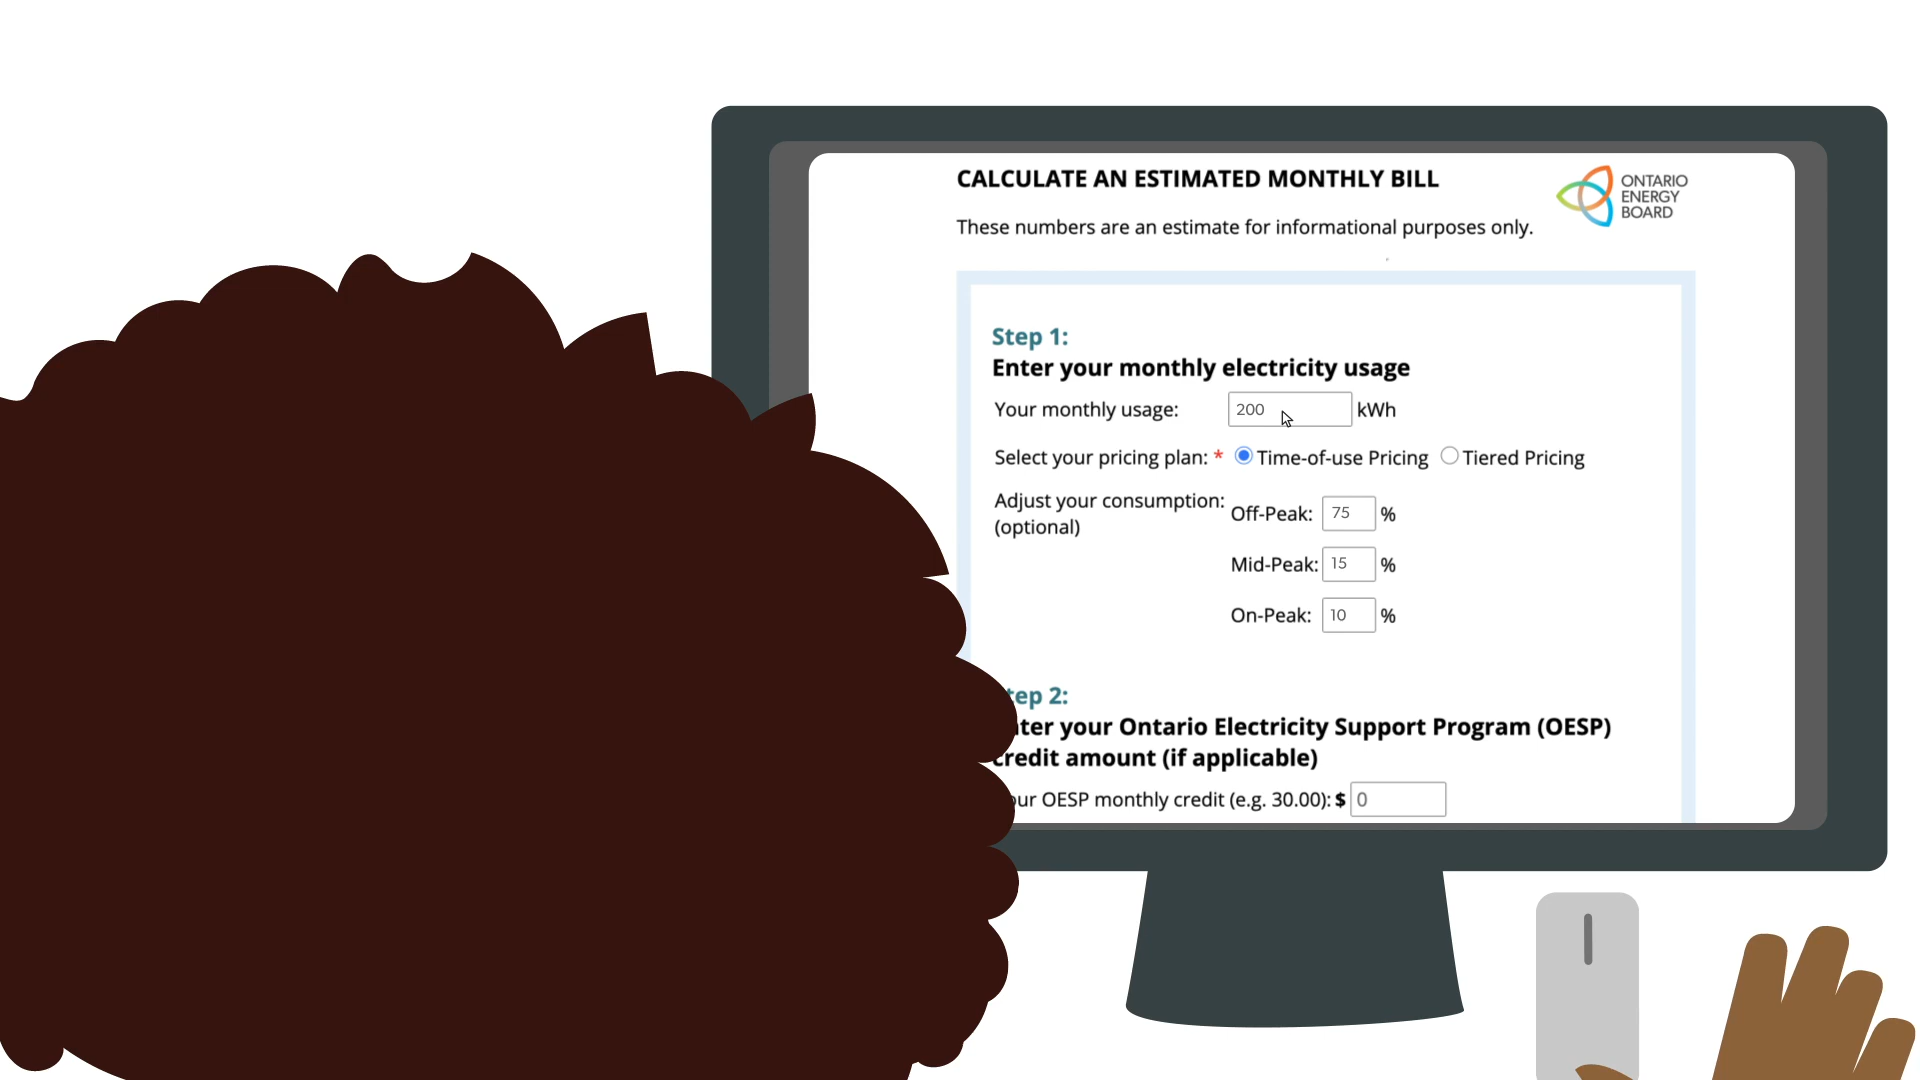 CALCULATE AN ESTIMATED MONTHLY BILL
ONTARIO
ENERGY
BOARD
These numbers are an estimate for informational purposes only.
Step 1:
Enter your monthly electricity usage
Your monthly usage: 200 kWh
Select your pricing plan: * Time-of-use Pricing Tiered Pricing
Adjust your consumption:
(optional)
Off-Peak: 75 %
Mid-Peak: 15 %
On-Peak: 10 %
tep 2:
ter your Ontario Electricity Support Program (OESP)
credit amount (if applicable)
our OESP monthly credit (e.g. 30.00): $ 0